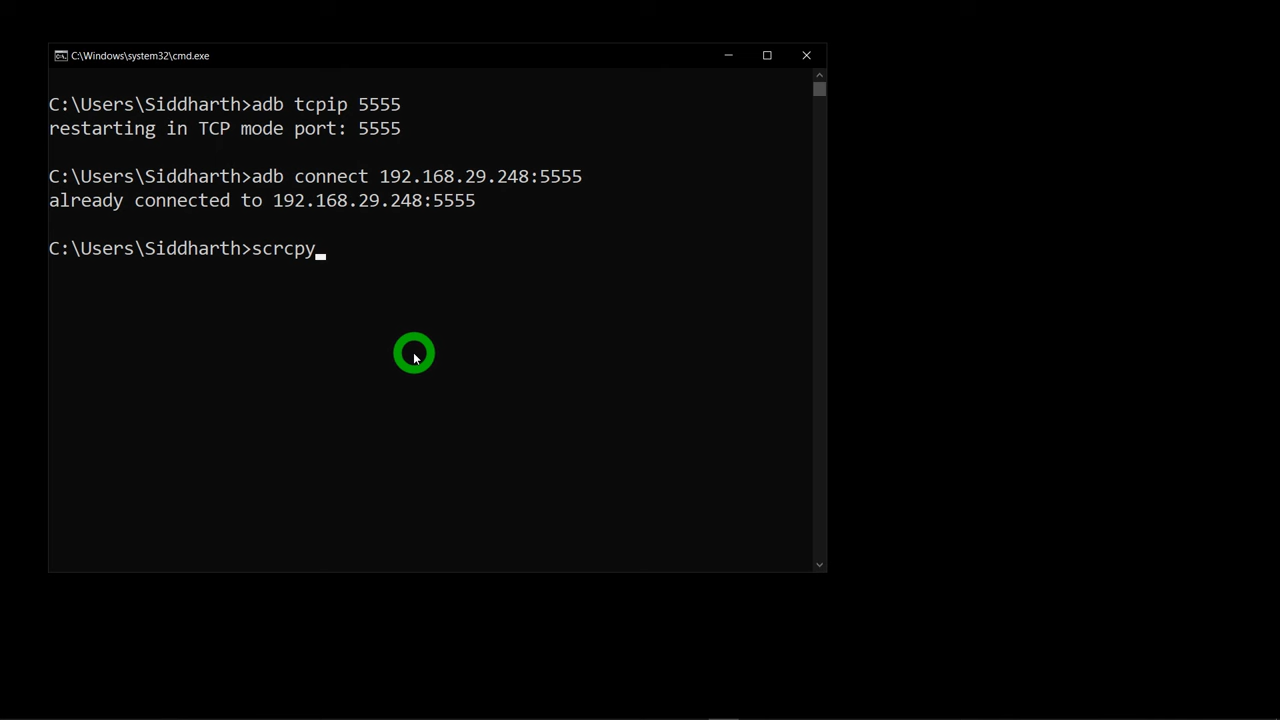 C:\Windows\system32\cmd.exe
C:\Users\Siddharth>adb tcpip 5555
restarting in TCP mode port: 5555
C:\Users\Siddharth>adb connect 192.168.29.248:5555
already connected to 192.168.29.248:5555
C:\Users\Siddharth>scrcpy